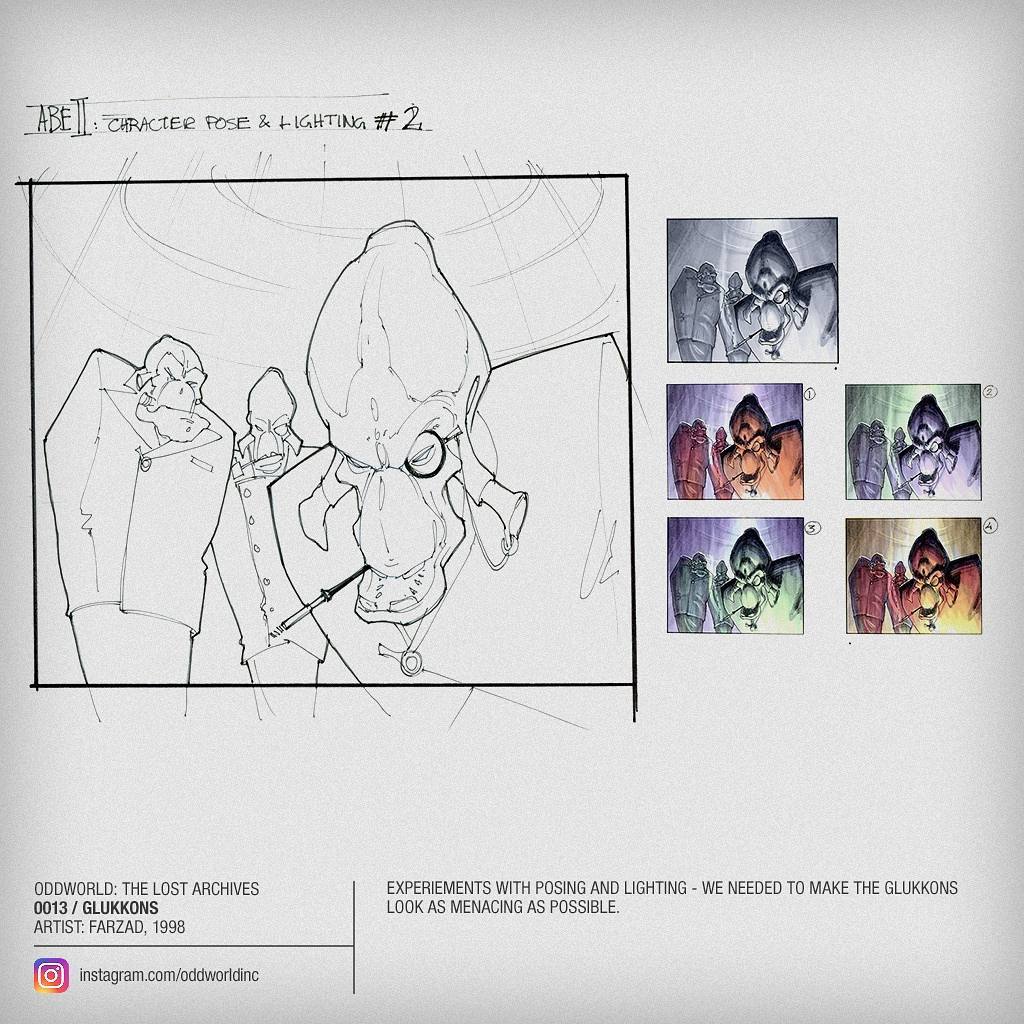 ABE II: CHRACTER POSE & LIGHTING # 2
1
2
3
4
ODDWORLD: THE LOST ARCHIVES
0013 / GLUKKONS
ARTIST: FARZAD, 1998
instagram.com/oddworldinc
EXPERIEMENTS WITH POSING AND LIGHTING - WE NEEDED TO MAKE THE GLUKKONS
LOOK AS MENACING AS POSSIBLE.